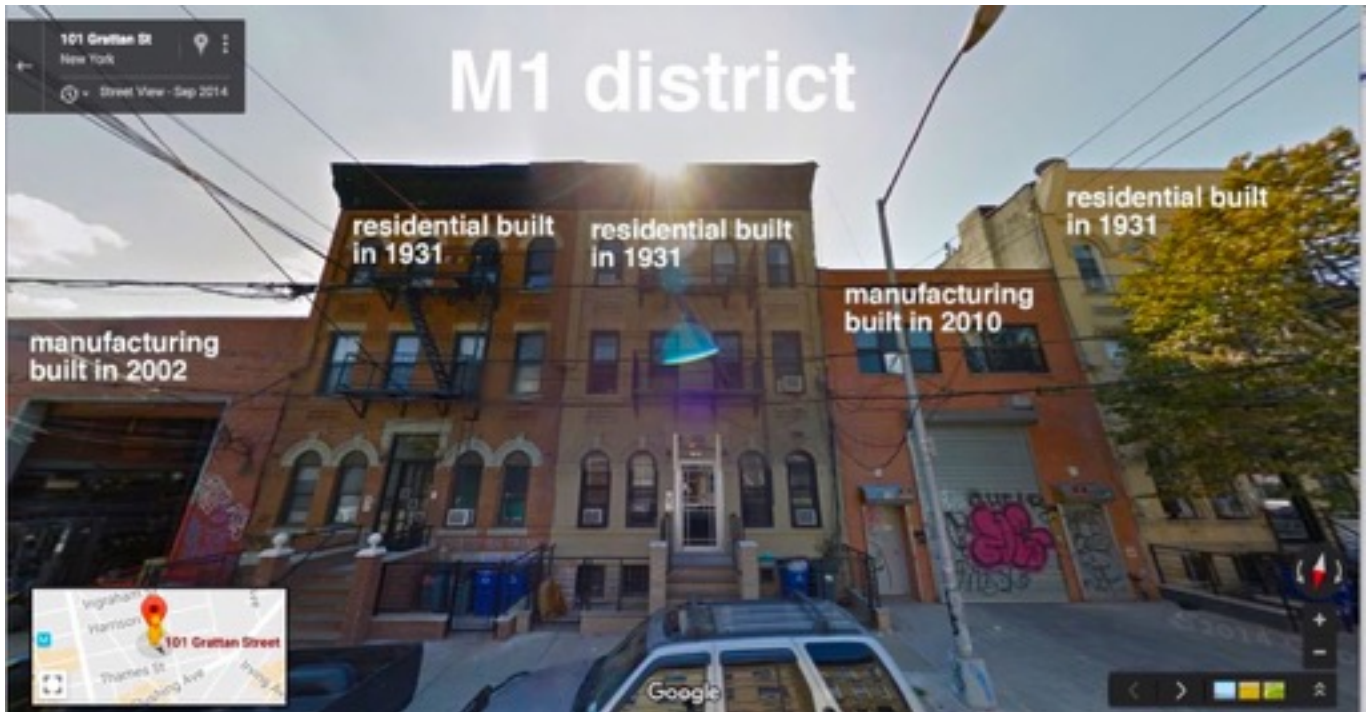 101 Grattan St
New York
Street View - Sep 2014
M1 district
residential built
in 1931
residential built
in 1931
residential built
in 1931
manufacturing
built in 2010
manufacturing
built in 2002
Ingraham
Harrison
101 Grattan Street
Thames St
Irving Av
Google